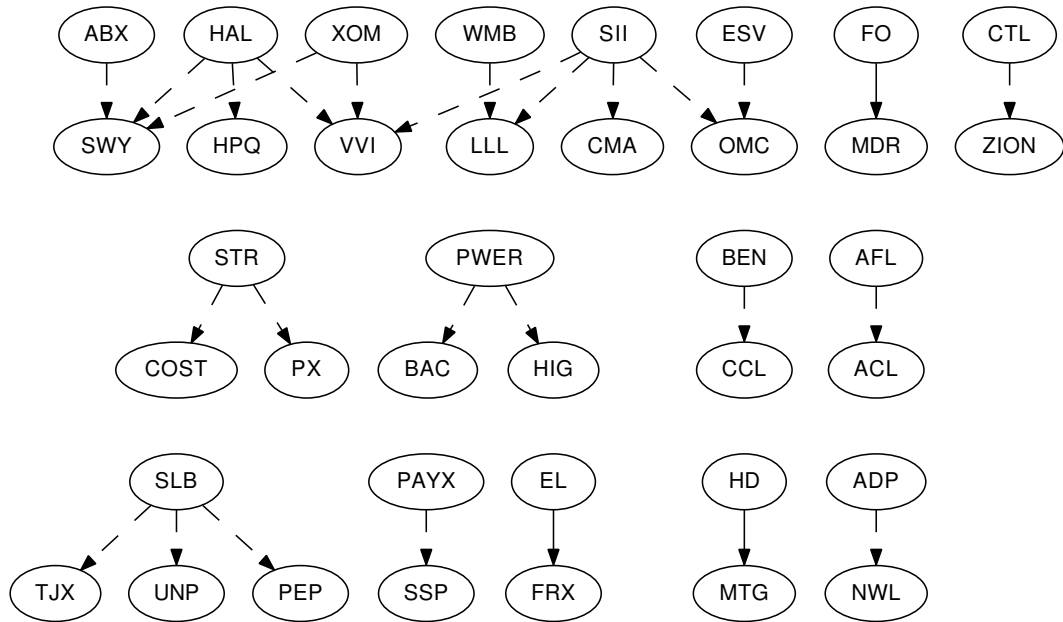 ABX HAL XOM WMB SII ESV FO CTL
SWY HPQ VVI LLL CMA OMC MDR ZION
STR PWER BEN AFL
COST PX BAC HIG CCL ACL
SLB PAYX EL HD ADP
TJX UNP PEP SSP FRX MTG NWL